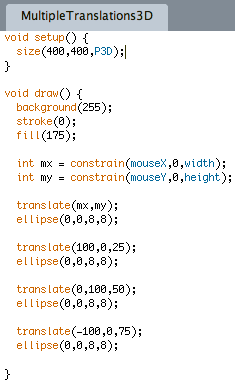 MultipleTranslations3D
void setup() {
  size(400,400,P3D);
}

void draw() {
  background(255);
  stroke(0);
  fill(175);

  int mx = constrain(mouseX,0,width);
  int my = constrain(mouseY,0,height);

  translate(mx,my);
  ellipse(0,0,8,8);

  translate(100,0,25);
  ellipse(0,0,8,8);

  translate(0,100,50);
  ellipse(0,0,8,8);

  translate(-100,0,75);
  ellipse(0,0,8,8);

}